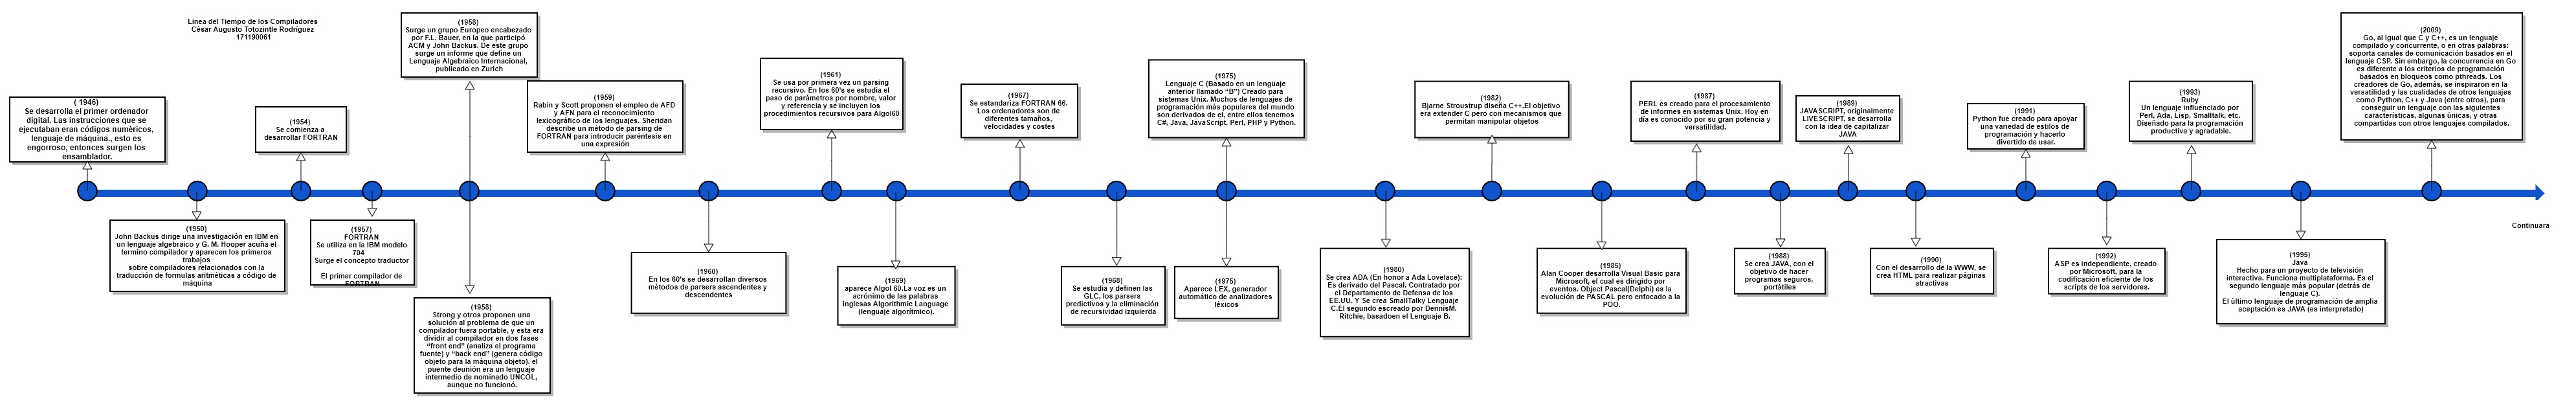 Linea del Tiempo de los Compiladores
César Augusto Totozintle Rodríguez
171190061
( 1946)
Se desarrolla el primer ordenador
digital. Las instrucciones que se
ejecutaban eran códigos numéricos,
lenguaje de máquina., esto es
engorroso, entonces surgen los
ensamblador.
(1950)
John Backus dirige una investigación en IBM en
un lenguaje algebraico y G. M. Hooper acuña el
termino compilador y aparecen los primeros
trabajos
sobre compiladores relacionados con la
traducción de formulas aritméticas a código de
máquina
(1954)
Se comienza a
desarrollar FORTRAN
(1957)
FORTRAN
Se utiliza en la IBM modelo
704
Surge el concepto traductor
El primer compilador de
FORTRAN
(1958)
Surge un grupo Europeo encabezado
por F.L. Bauer, en la que participó
ACM y John Backus. De este grupo
surge un informe que define un
Lenguaje Algebraico Internacional,
publicado en Zurich
(1958)
Strong y otros proponen una
solución al problema de que un
compilador fuera portable, y esta era
dividir al compilador en dos fases
“front end” (analiza el programa
fuente) y “back end” (genera código
objeto para la máquina objeto). el
puente deunión era un lenguaje
intermedio de nominado UNCOL,
aunque no funcionó.
(1959)
Rabin y Scott proponen el empleo de AFD
y AFN para el reconocimiento
lexicográfico de los lenguajes. Sheridan
describe un método de parsing de
FORTRAN para introducir paréntesis en
una expresión
(1960)
En los 60's se desarrollan diversos
métodos de parsers ascendentes y
descendentes
(1961)
Se usa por primera vez un parsing
recursivo. En los 60's se estudia el
paso de parámetros por nombre, valor
y referencia y se incluyen los
procedimientos recursivos para Algol60
(1969)
aparece Algol 60.La voz es un
acrónimo de las palabras
inglesas Algorithmic Language
(lenguaje algorítmico).
(1967)
Se estandariza FORTRAN 66.
Los ordenadores son de
diferentes tamaños,
velocidades y costes
(1968)
Se estudia y definen las
GLC, los parsers
predictivos y la eliminación
de recursividad izquierda
(1975)
Lenguaje C (Basado en un lenguaje
anterior llamado “B”) Creado para
sistemas Unix. Muchos de lenguajes de
programación más populares del mundo
son derivados de el, entre ellos tenemos
C#, Java, JavaScript, Perl, PHP y Python.
(1975)
Aparece LEX, generador
automático de analizadores
léxicos
(1980)
Se crea ADA (En honor a Ada Lovelace):
Es derivado del Pascal. Contratado por
el Departamento de Defensa de los
EE.UU. Y Se crea SmallTalky Lenguaje
C.El segundo escreado por DennisM.
Ritchie, basadoen el Lenguaje B.
(1982)
Bjarne Stroustrup diseña C++.El objetivo
era extender C pero con mecanismos que
permitan manipular objetos
(1985)
Alan Cooper desarrolla Visual Basic para
Microsoft, el cual es dirigido por
eventos. Object Pascal(Delphi) es la
evolución de PASCAL pero enfocado a la
POO.
(1987)
PERL es creado para el procesamiento
de informes en sistemas Unix. Hoy en
día es conocido por su gran potencia y
versatilidad.
(1988)
Se crea JAVA, con el
objetivo de hacer
programas seguros,
portátiles
(1989)
JAVASCRIPT, originalmente
LIVESCRIPT, se desarrolla
con la idea de capitalizar
JAVA
(1990)
Con el desarrollo de la WWW, se
crea HTML para realizar páginas
atractivas
(1991)
Python fue creado para apoyar
una variedad de estilos de
programación y hacerlo
divertido de usar.
(1992)
ASP es independiente, creado
por Microsoft, para la
codificación eficiente de los
scripts de los servidores.
(1993)
Ruby
Un lenguaje influenciado por
Perl, Ada, Lisp, Smalltalk, etc.
Diseñado para la programación
productiva y agradable.
(1995)
Java
Hecho para un proyecto de televisión
interactiva. Funciona multiplataforma. Es el
segundo lenguaje más popular (detrás de
lenguaje C).
El último lenguaje de programación de amplia
aceptación es JAVA (es interpretado)
(2009)
Go, al igual que C y C++, es un lenguaje
compilado y concurrente, o en otras palabras:
soporta canales de comunicación basados en el
lenguaje CSP. Sin embargo, la concurrencia en Go
es diferente a los criterios de programación
basados en bloqueos como pthreads. Los
creadores de Go, además, se inspiraron en la
versatilidad y las cualidades de otros lenguajes
como Python, C++ y Java (entre otros), para
conseguir un lenguaje con las siguientes
características, algunas únicas, y otras
compartidas con otros lenguajes compilados.
Continuara